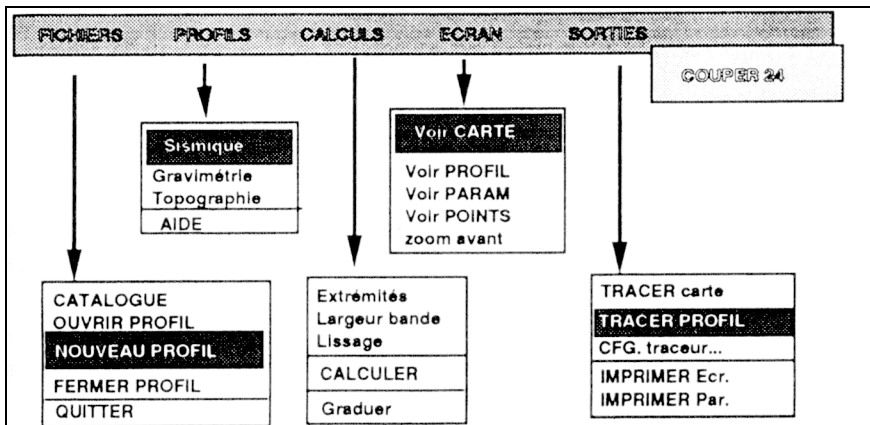 FICHIERS PROFILS CALCULS ECRAN SORTIES
COUPER 24
Sismique
Gravimétrie
Topographie
AIDE
Voir CARTE
Voir PROFIL
Voir PARAM
Voir POINTS
zoom avant
CATALOGUE
OUVRIR PROFIL
NOUVEAU PROFIL
FERMER PROFIL
QUITTER
Extrémités
Largeur bande
Lissage
CALCULER
Graduer
TRACER carte
TRACER PROFIL
CFG. traceur...
IMPRIMER Ecr.
IMPRIMER Par.